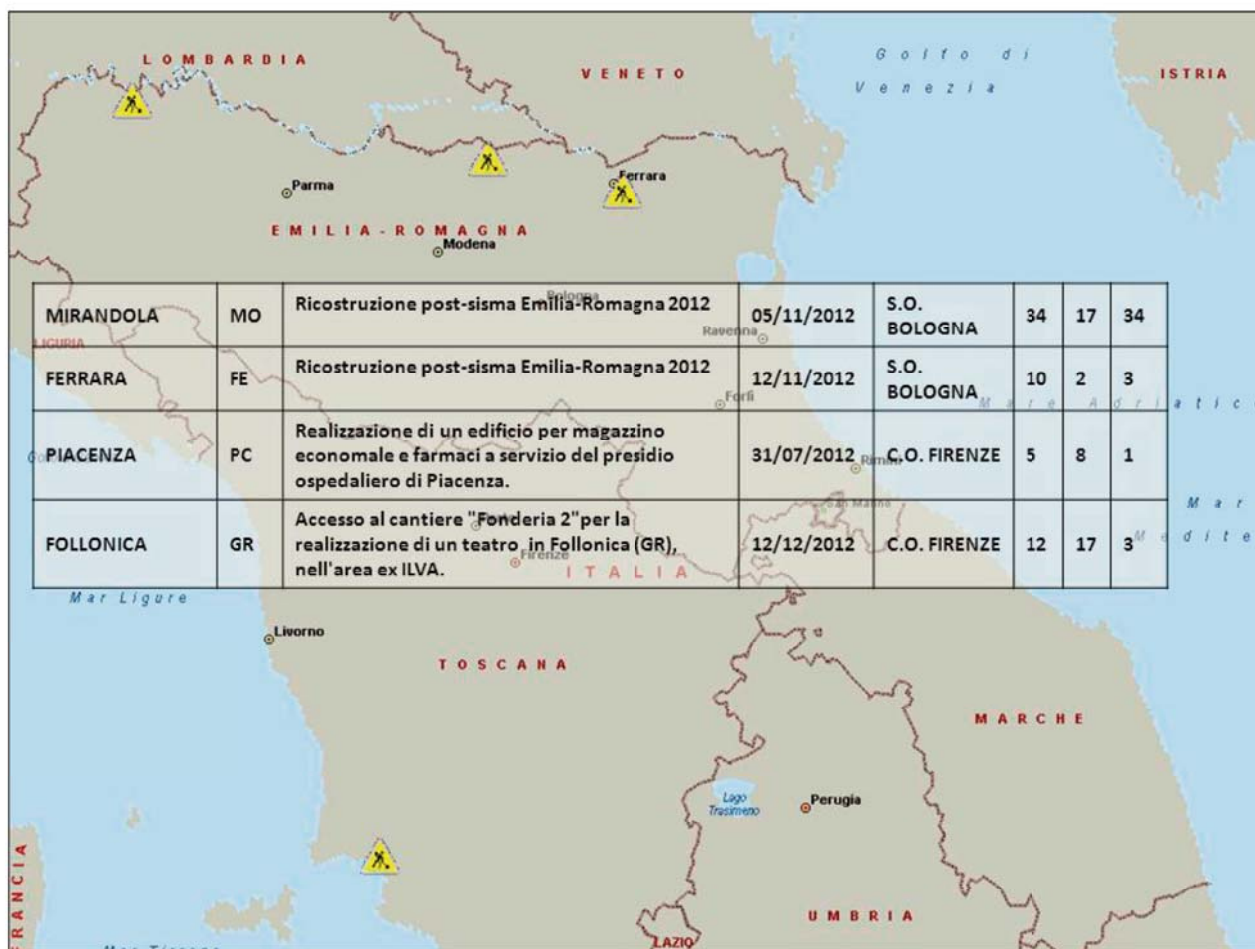 LOMBARDIA
VENETO
Golfo di
Venezia
ISTRIA
Parma
Ferrara
EMILIA-ROMAGNA
Modena
Bologna
Ravenna
LIGURIA
MIRANDOLA MO Ricostruzione post-sisma Emilia-Romagna 2012 05/11/2012 S.O. BOLOGNA 34 17 34
FERRARA FE Ricostruzione post-sisma Emilia-Romagna 2012 12/11/2012 S.O. BOLOGNA 10 2 3
Forlì
Mare Adriatic
PIACENZA PC Realizzazione di un edificio per magazzino
economale e farmaci a servizio del presidio
ospedaliero di Piacenza. 31/07/2012 C.O. FIRENZE 5 8 1
Rimini
San Marino
FOLLONICA GR Accesso al cantiere "Fonderia 2"per la
realizzazione di un teatro in Follonica (GR),
nell'area ex ILVA. 12/12/2012 C.O. FIRENZE 12 17 3
Firenze
ITALIA
Mar
Medite
Mar Ligure
Livorno
TOSCANA
MARCHE
Lago
Trasimeno
Perugia
FRANCIA
UMBRIA
LAZIO